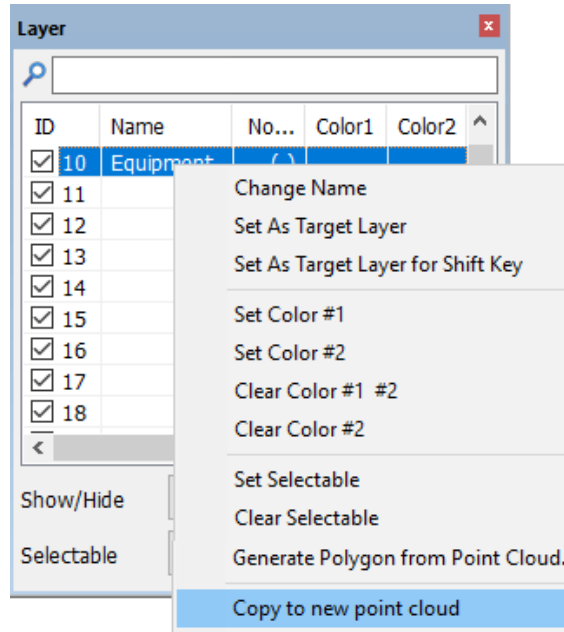 Layer
ID Name No... Color1 Color2
10 Equipment ( )
11
12
13
14
15
16
17
18
Show/Hide
Selectable
Change Name
Set As Target Layer
Set As Target Layer for Shift Key
Set Color #1
Set Color #2
Clear Color #1 #2
Clear Color #2
Set Selectable
Clear Selectable
Generate Polygon from Point Cloud.
Copy to new point cloud